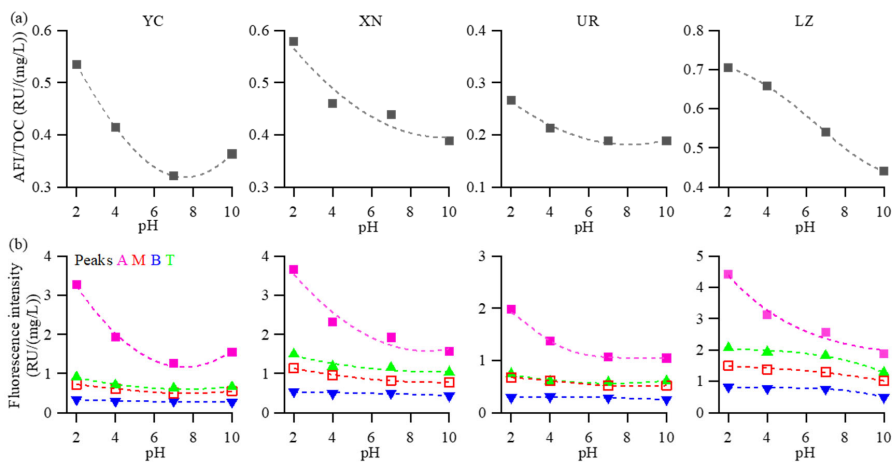 (a)
YC
XN
UR
LZ
AFI/TOC (RU/(mg/L))
0.6
0.5
0.4
0.3
2 4 6 8 10
pH
0.6
0.5
0.4
0.3
2 4 6 8 10
pH
0.4
0.3
0.2
0.1
2 4 6 8 10
pH
0.8
0.7
0.6
0.5
0.4
2 4 6 8 10
pH
(b)
Fluorescence intensity
(RU/(mg/L))
Peaks A M B T
4
3
2
1
0
2 4 6 8 10
pH
4
3
2
1
0
2 4 6 8 10
pH
3
2
1
0
2 4 6 8 10
pH
5
4
3
2
1
0
2 4 6 8 10
pH